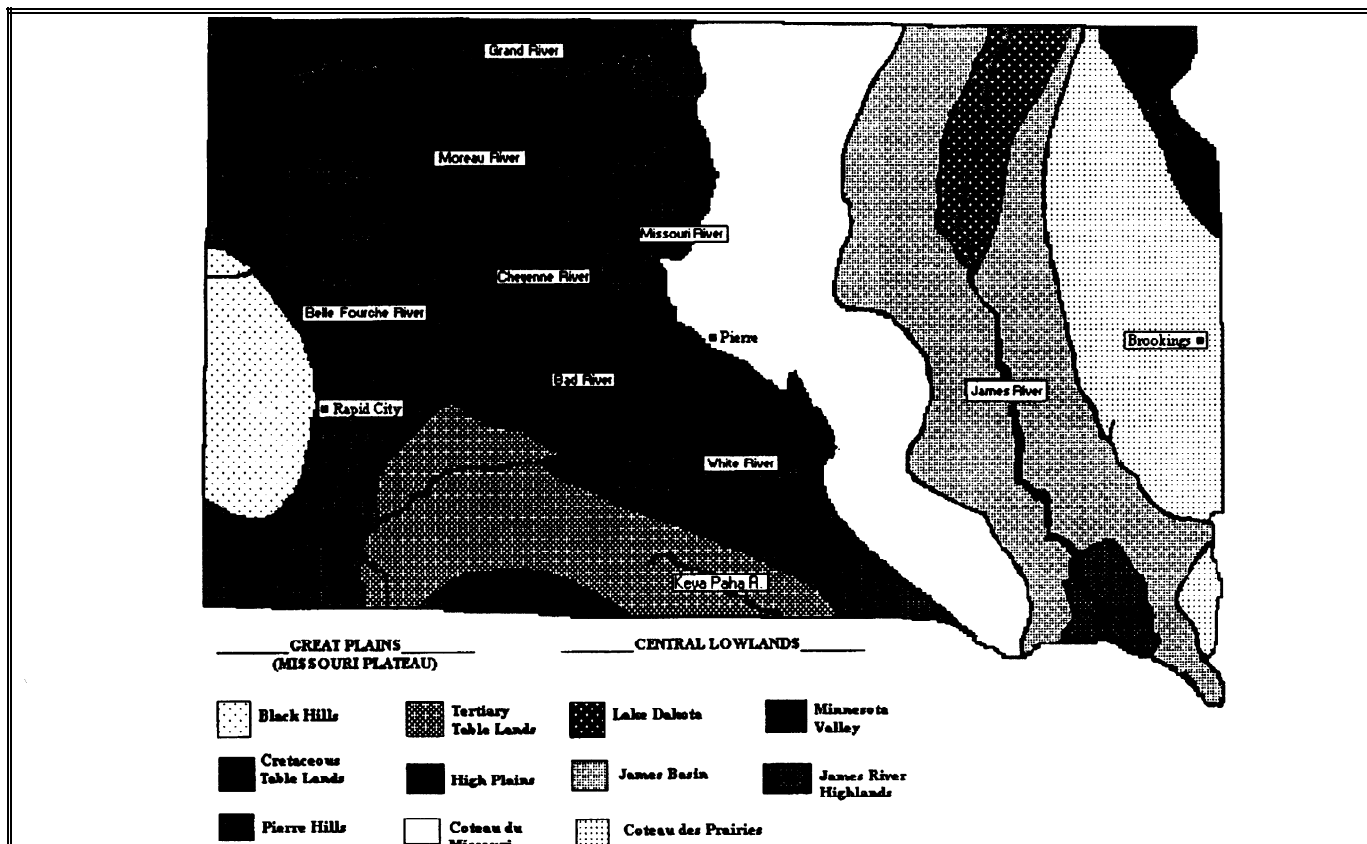 Grand River
Moreau River
Missouri River
Cheyenne River
Belle Fourche River
Pierre
Brookings
Bad River
James River
Rapid City
White River
Keya Paha R.
GREAT PLAINS
(MISSOURI PLATEAU)
CENTRAL LOWLANDS
Black Hills
Tertiary
Table Lands
Lake Dakota
Minnesota
Valley
Cretaceous
Table Lands
High Plains
James Basin
James River
Highlands
Pierre Hills
Coteau du
Missouri
Coteau des Prairies